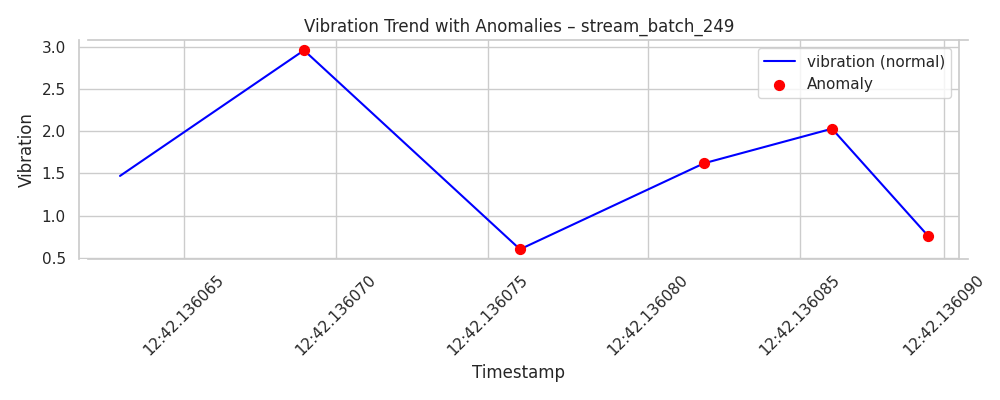 Vibration Trend with Anomalies – stream_batch_249
vibration (normal)
Anomaly
Vibration
3.0
2.5
2.0
1.5
1.0
0.5
12:42.136065
12:42.136070
12:42.136075
12:42.136080
12:42.136085
12:42.136090
Timestamp